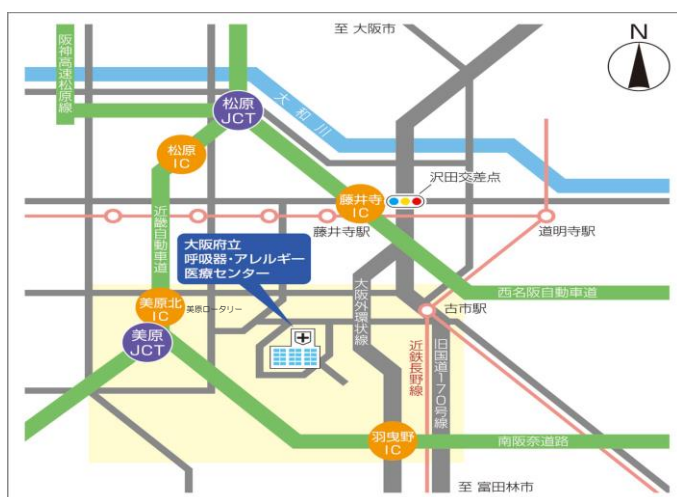 至 大阪市
N
阪神高速松原線
大和川
松原
JCT
松原
IC
沢田交差点
藤井寺
IC
藤井寺駅
道明寺駅
近畿自動車道
大阪府立
呼吸器・アレルギー
医療センター
大阪外環状線
西名阪自動車道
美原北
IC
美原ロータリー
古市駅
美原
JCT
近鉄長野線
旧国道170号線
羽曳野
IC
南阪奈道路
至 富田林市